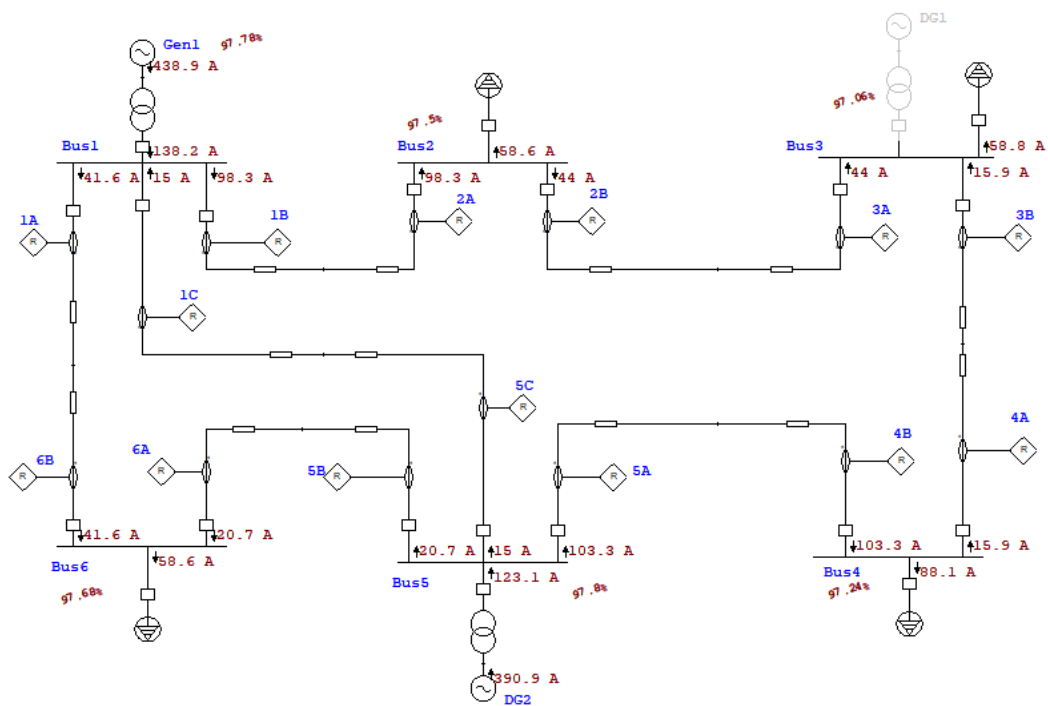 DG1
Gen1
97.78%
438.9 A
97.5%
97.06%
Bus1
138.2 A
Bus2
58.6 A
Bus3
58.8 A
41.6 A
15 A
98.3 A
98.3 A
44 A
44 A
15.9 A
1A
R
1B
R
2A
R
2B
R
3A
R
3B
R
1C
R
5C
R
6B
R
6A
R
5B
R
5A
R
4B
R
4A
R
41.6 A
20.7 A
20.7 A
15 A
103.3 A
103.3 A
15.9 A
Bus6
58.6 A
97.68%
Bus5
123.1 A
97.8%
Bus4
97.24%
88.1 A
390.9 A
DG2